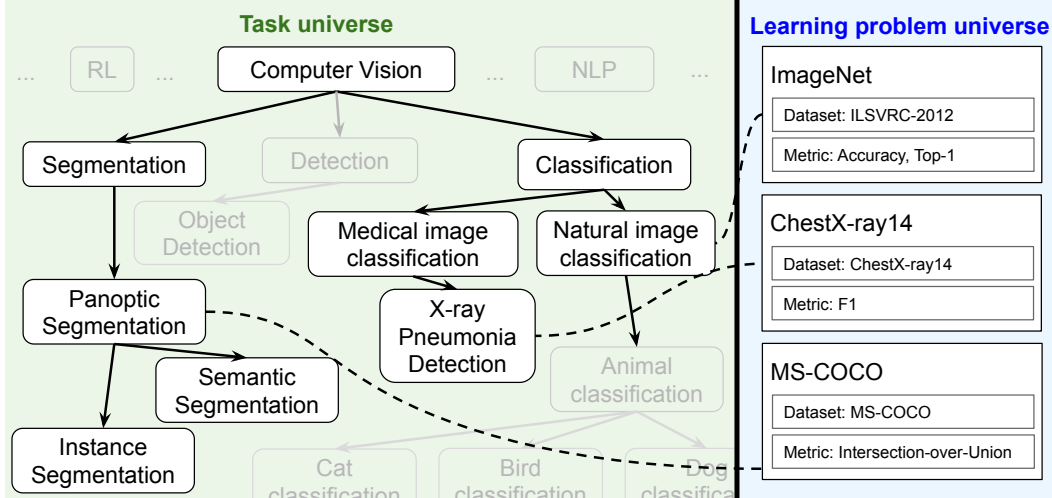 Task universe
Learning problem universe
... RL ... Computer Vision ... NLP ...
Segmentation
Detection
Classification
Object
Detection
Medical image
classification
Natural image
classification
Panoptic
Segmentation
X-ray
Pneumonia
Detection
Semantic
Segmentation
Animal
classification
Instance
Segmentation
Cat
classification
Bird
classification
Dog
classifica
ImageNet
Dataset: ILSVRC-2012
Metric: Accuracy, Top-1
ChestX-ray14
Dataset: ChestX-ray14
Metric: F1
MS-COCO
Dataset: MS-COCO
Metric: Intersection-over-Union